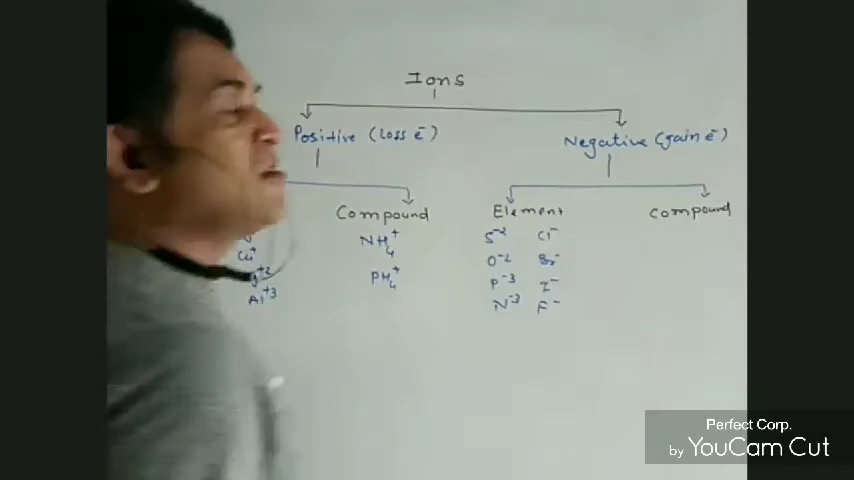 Ions
Positive (Loss e⁻) Negative (gain e⁻)
Compound Element Compound
NH₄⁺ S⁻² Cl⁻
PH₄⁺ O⁻² Br⁻
Al⁺³ P⁻³ I⁻
N⁻³ F⁻
Perfect Corp.
by YouCam Cut